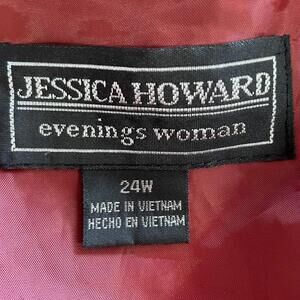 JESSICA HOWARD
evenings woman
24W
MADE IN VIETNAM
HECHO EN VIETNAM